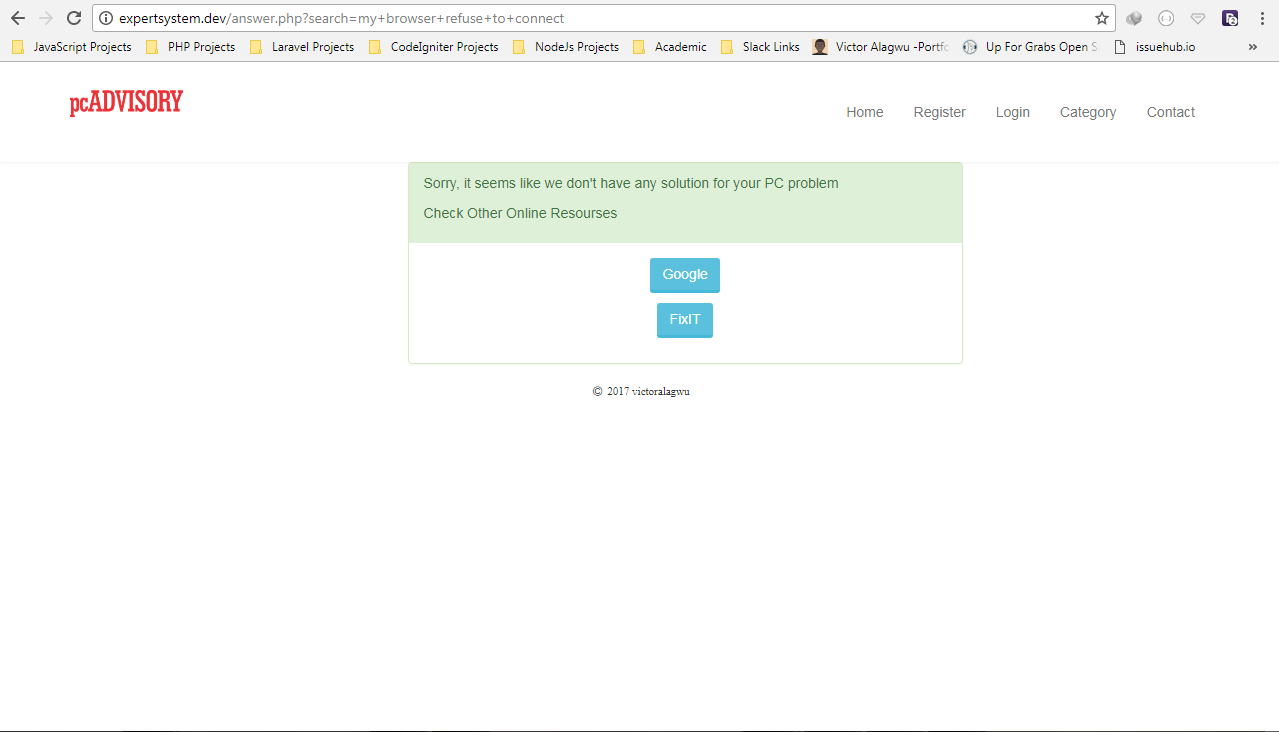 expertsystem.dev/answer.php?search=my+browser+refuse+to+connect
JavaScript Projects PHP Projects Laravel Projects CodeIgniter Projects NodeJs Projects Academic Slack Links Victor Alagwu -Portfo Up For Grabs Open S issuehub.io »
pcADVISORY
Home Register Login Category Contact
Sorry, it seems like we don't have any solution for your PC problem
Check Other Online Resourses
Google
FixIT
© 2017 victoralagwu